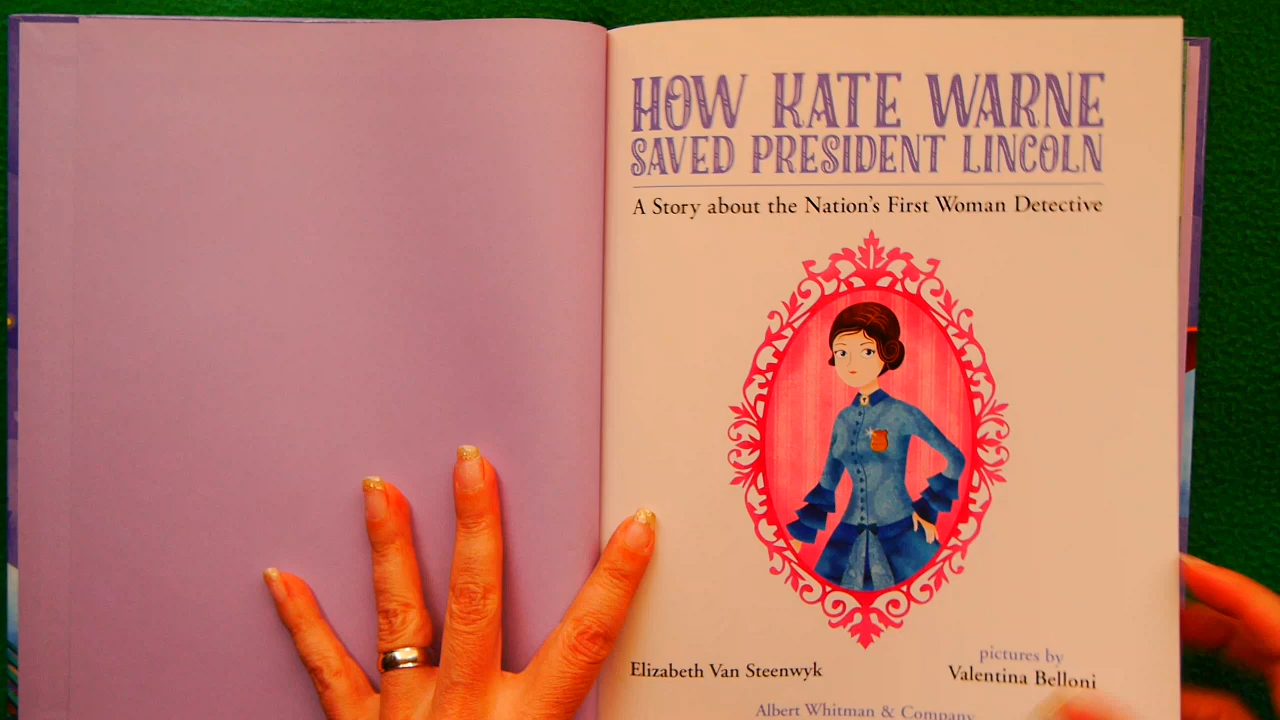 HOW KATE WARNE
SAVED PRESIDENT LINCOLN
A Story about the Nation's First Woman Detective
Elizabeth Van Steenwyk
pictures by
Valentina Belloni
Albert Whitman & Company